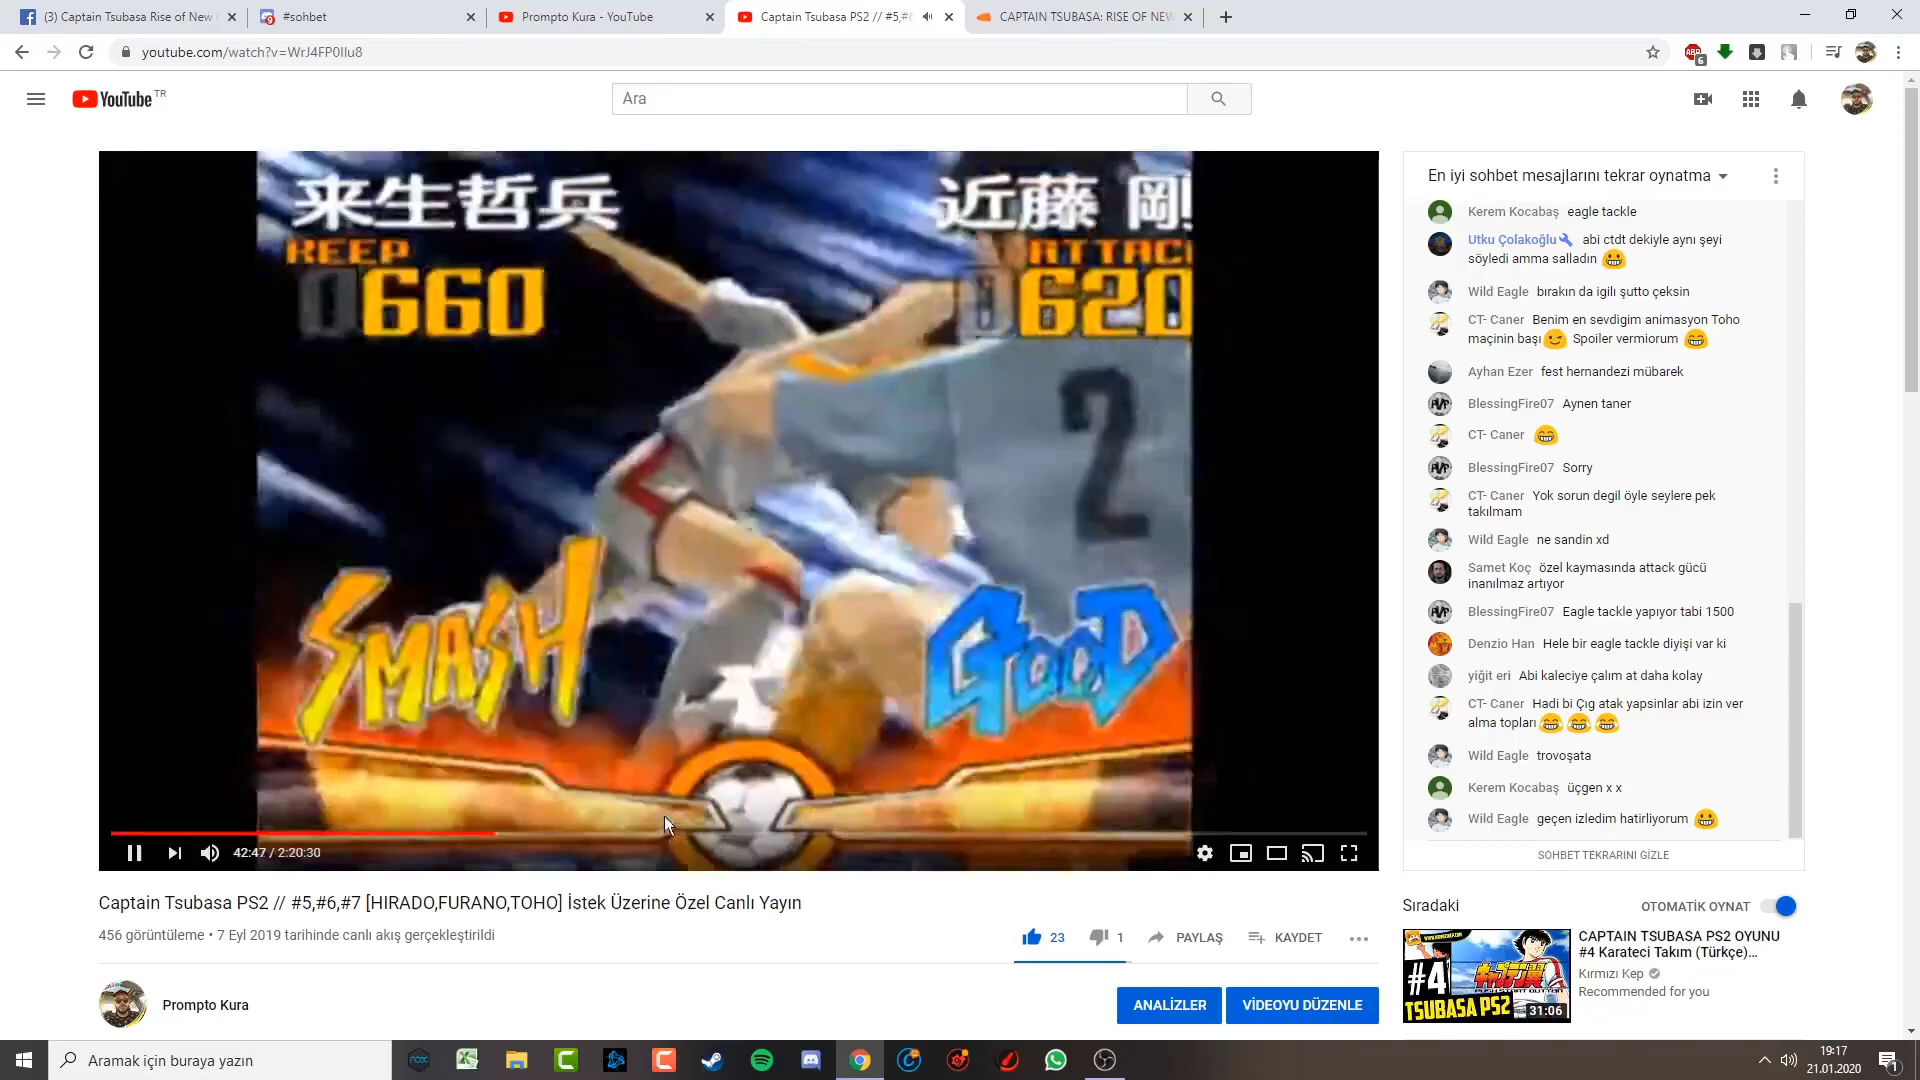 (3) Captain Tsubasa Rise of New
#sohbet
Prompto Kura - YouTube
Captain Tsubasa PS2 // #5,#6
CAPTAIN TSUBASA: RISE OF NEW
youtube.com/watch?v=WrJ4FP0IIu8
ABP
6
YouTube TR
Ara
来生哲兵
KEEP
0660
近藤 剛
ATTAC
0620
2
SMASH
GOOD
42:47 / 2:20:30
En iyi sohbet mesajlarını tekrar oynatma
Kerem Kocabaş eagle tackle
Utku Çolakoğlu abi ctdt dekiyle aynı şeyi
söyledi amma salladın
Wild Eagle bırakın da igili şutto çeksin
CT- Caner Benim en sevdigim animasyon Toho
maçinin başı Spoiler vermiorum
Ayhan Ezer fest hernandezi mübarek
BlessingFire07 Aynen taner
CT- Caner
BlessingFire07 Sorry
CT- Caner Yok sorun degil öyle seylere pek
takılmam
Wild Eagle ne sandin xd
Samet Koç özel kaymasında attack gücü
inanılmaz artıyor
BlessingFire07 Eagle tackle yapıyor tabi 1500
Denzio Han Hele bir eagle tackle diyişi var ki
yiğit eri Abi kaleciye çalım at daha kolay
CT- Caner Hadi bi Çıg atak yapsinlar abi izin ver
alma topları
Wild Eagle trovoşata
Kerem Kocabaş üçgen x x
Wild Eagle geçen izledim hatirliyorum
SOHBET TEKRARINI GİZLE
Captain Tsubasa PS2 // #5,#6,#7 [HIRADO,FURANO,TOHO] İstek Üzerine Özel Canlı Yayın
456 görüntüleme • 7 Eyl 2019 tarihinde canlı akış gerçekleştirildi
23
1
PAYLAŞ
KAYDET
Prompto Kura
ANALİZLER
VİDEOYU DÜZENLE
Sıradaki
OTOMATİK OYNAT
#4
TSUBASA PS2
31:06
CAPTAIN TSUBASA PS2 OYUNU
#4 Karateci Takım (Türkçe)...
Kırmızı Kep
Recommended for you
Aramak için buraya yazın
19:17
21.01.2020
1